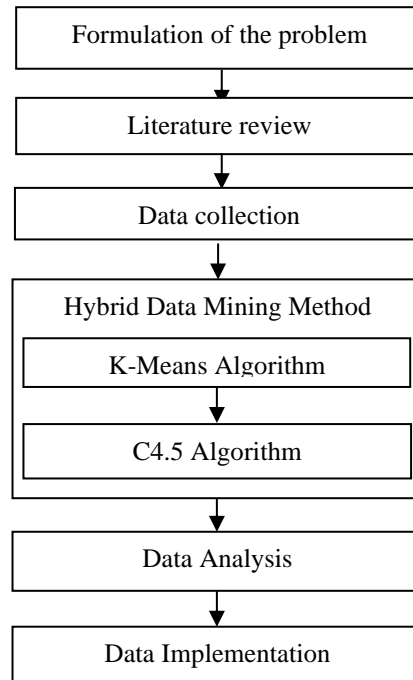 Formulation of the problem
Literature review
Data collection
Hybrid Data Mining Method
K-Means Algorithm
C4.5 Algorithm
Data Analysis
Data Implementation